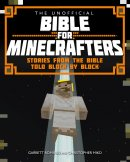 THE UNOFFICIAL
BIBLE
FOR
MINECRAFTERS
STORIES FROM THE BIBLE
TOLD BLOCK BY BLOCK
GARRETT ROMINES AND CHRISTOPHER MIKO